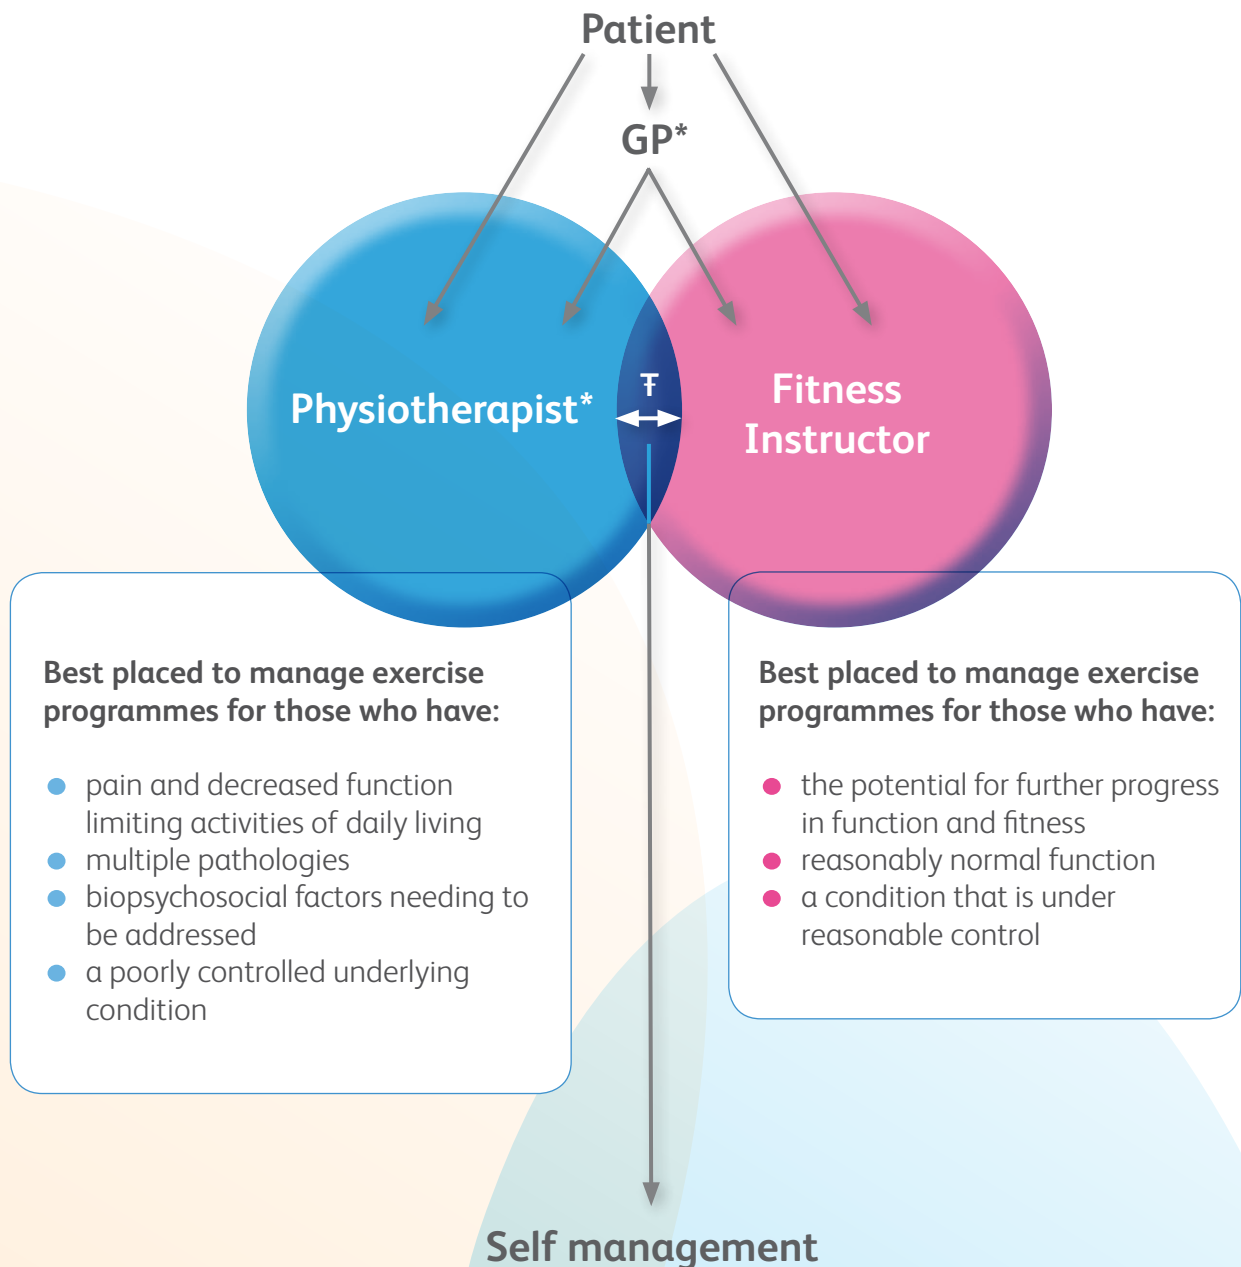 Patient
GP*
Physiotherapist*
Ŧ
Fitness
Instructor
Best placed to manage exercise
programmes for those who have:
pain and decreased function
limiting activities of daily living
multiple pathologies
biopsychosocial factors needing to
be addressed
a poorly controlled underlying
condition
Best placed to manage exercise
programmes for those who have:
the potential for further progress
in function and fitness
reasonably normal function
a condition that is under
reasonable control
Self management